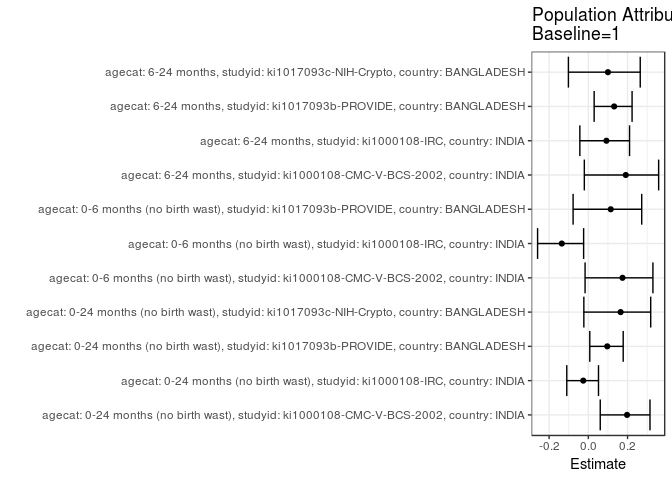 Population Attribu
Baseline=1
agecat: 6-24 months, studyid: ki1017093c-NIH-Crypto, country: BANGLADESH
agecat: 6-24 months, studyid: ki1017093b-PROVIDE, country: BANGLADESH
agecat: 6-24 months, studyid: ki1000108-IRC, country: INDIA
agecat: 6-24 months, studyid: ki1000108-CMC-V-BCS-2002, country: INDIA
agecat: 0-6 months (no birth wast), studyid: ki1017093b-PROVIDE, country: BANGLADESH
agecat: 0-6 months (no birth wast), studyid: ki1000108-IRC, country: INDIA
agecat: 0-6 months (no birth wast), studyid: ki1000108-CMC-V-BCS-2002, country: INDIA
agecat: 0-24 months (no birth wast), studyid: ki1017093c-NIH-Crypto, country: BANGLADESH
agecat: 0-24 months (no birth wast), studyid: ki1017093b-PROVIDE, country: BANGLADESH
agecat: 0-24 months (no birth wast), studyid: ki1000108-IRC, country: INDIA
agecat: 0-24 months (no birth wast), studyid: ki1000108-CMC-V-BCS-2002, country: INDIA
-0.2 0.0 0.2
Estimate